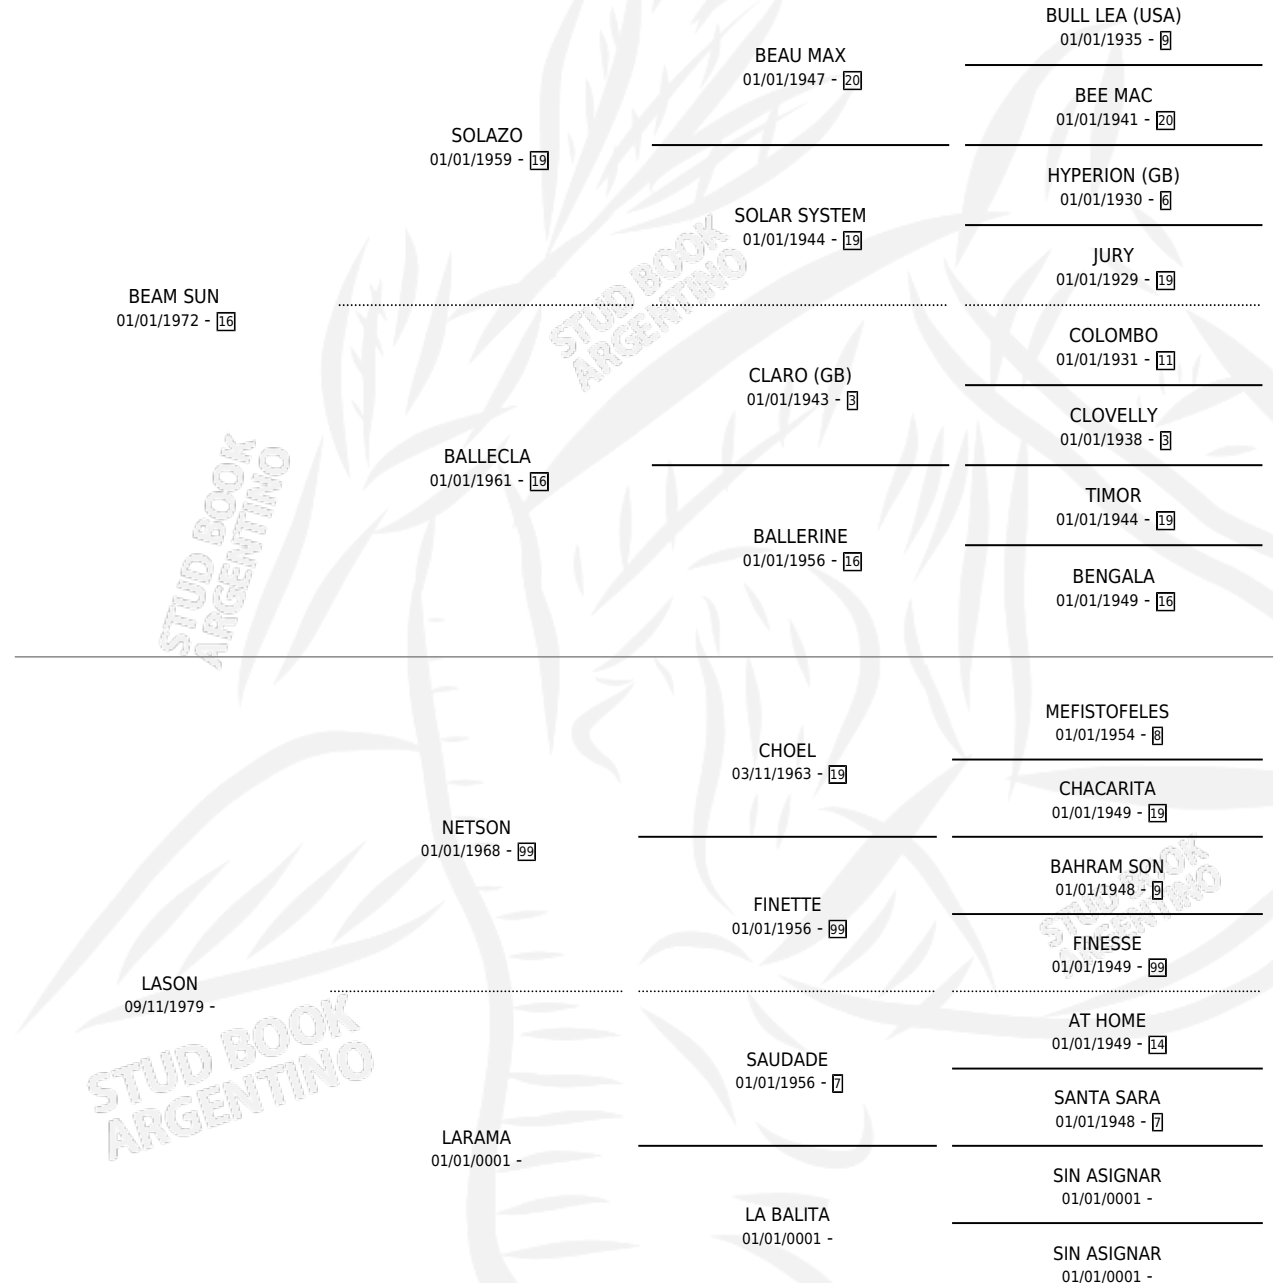 BULL LEA (USA)
01/01/1935 - 9
BEAU MAX
01/01/1947 - 20
BEE MAC
01/01/1941 - 20
SOLAZO
01/01/1959 - 19
HYPERION (GB)
01/01/1930 - 6
SOLAR SYSTEM
01/01/1944 - 19
JURY
01/01/1929 - 19
BEAM SUN
01/01/1972 - 16
COLOMBO
01/01/1931 - 11
CLARO (GB)
01/01/1943 - 3
CLOVELLY
01/01/1938 - 3
BALLECLA
01/01/1961 - 16
TIMOR
01/01/1944 - 19
BALLERINE
01/01/1956 - 16
BENGALA
01/01/1949 - 16
MEFISTOFELES
01/01/1954 - 8
CHOEL
03/11/1963 - 19
CHACARITA
01/01/1949 - 19
NETSON
01/01/1968 - 99
BAHRAM SON
01/01/1948 - 9
FINETTE
01/01/1956 - 99
FINESSE
01/01/1949 - 99
LASON
09/11/1979 -
AT HOME
01/01/1949 - 14
SAUDADE
01/01/1956 - 7
SANTA SARA
01/01/1948 - 7
LARAMA
01/01/0001 -
SIN ASIGNAR
01/01/0001 -
LA BALITA
01/01/0001 -
SIN ASIGNAR
01/01/0001 -
STUD BOOK
ARGENTINO
STUD BOOK
ARGENTINO
STUD BOOK
ARGENTINO
STUD BOOK
ARGENTINO